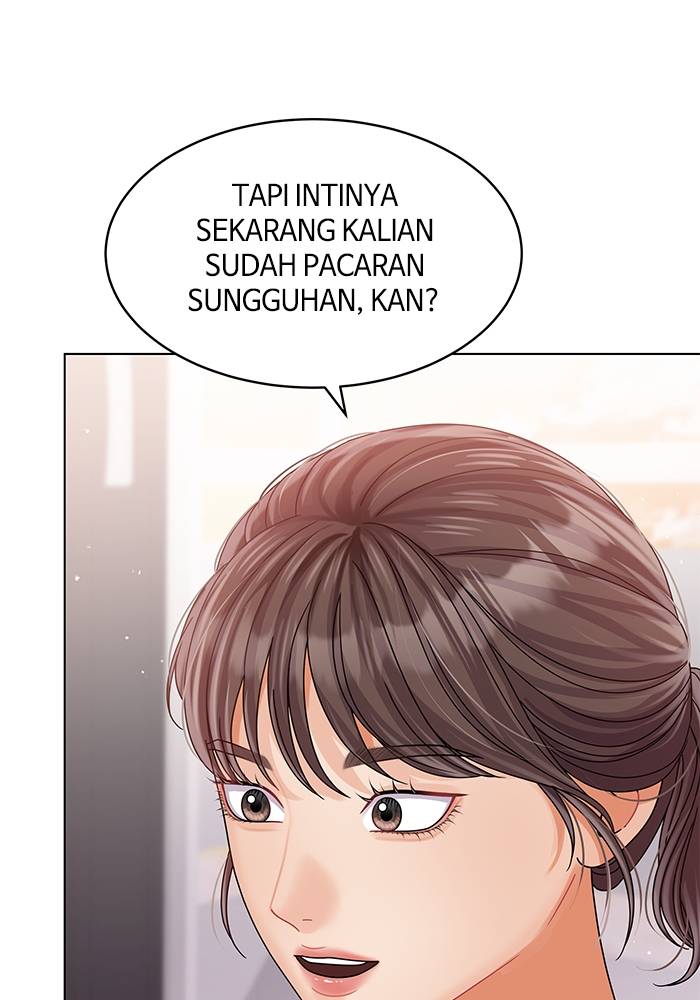 TAPI INTINYA
SEKARANG KALIAN
SUDAH PACARAN
SUNGGUHAN, KAN?